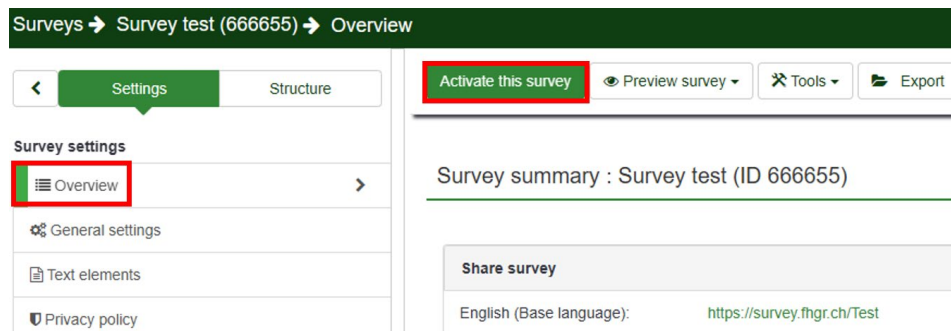 Surveys → Survey test (666655) → Overview
Settings
Structure
Activate this survey
Preview survey
Tools
Export
Survey settings
Overview
Survey summary : Survey test (ID 666655)
General settings
Text elements
Share survey
Privacy policy
English (Base language): https://survey.fhgr.ch/Test